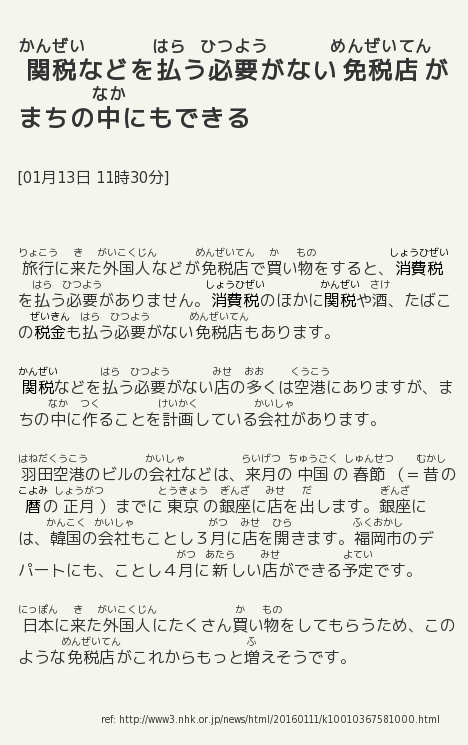 かんぜい はら ひつよう めんぜいてん
関税などを払う必要がない 免税店 が
なか
まちの中にもできる
[01月13日 11時30分]
りょこう き がいこくじん めんぜいてん か もの しょうひぜい
旅行に来た外国人などが免税店で買い物をすると、消費税
はら ひつよう しょうひぜい かんぜい さけ
を払う必要がありません。消費税のほかに関税や酒、たばこ
ぜいきん はら ひつよう めんぜいてん
の税金も払う必要がない免税店もあります。
かんぜい はら ひつよう みせ おお くうこう
関税などを払う必要がない店の多くは空港にありますが、ま
なか つく けいかく かいしゃ
ちの中に作ることを計画している会社があります。
はねだくうこう かいしゃ らいげつ ちゅうごく しゅんせつ むかし
羽田空港のビルの会社などは、来月の 中国 の 春節 （＝昔の
こよみ しょうがつ とうきょう ぎんざ みせ だ ぎんざ
暦の 正月 ）までに 東京 の銀座に店を出します。銀座に
かんこく かいしゃ がつ みせ ひら ふくおかし
は、韓国の会社もことし３月に店を開きます。福岡市のデ
がつ あたら みせ よてい
パートにも、ことし４月に新しい店ができる予定です。
にっぽん き がいこくじん か もの
日本に来た外国人にたくさん買い物をしてもらうため、この
めんぜいてん ふ
ような免税店がこれからもっと増えそうです。
ref: http://www3.nhk.or.jp/news/html/20160111/k10010367581000.html